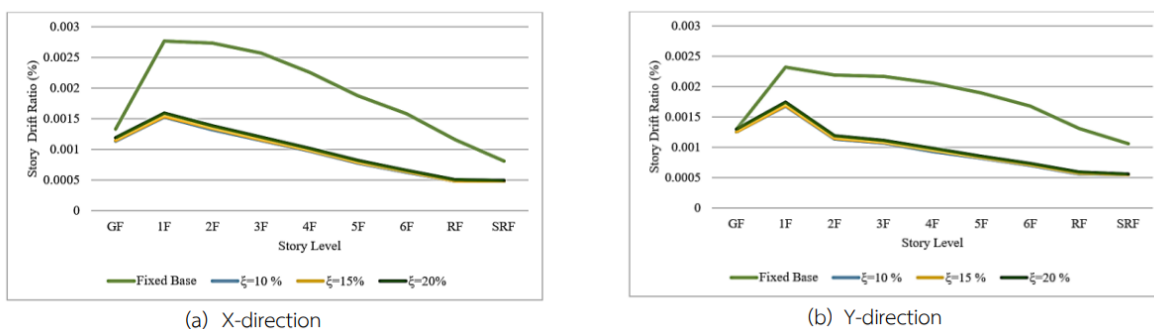 0.003
0.0025
0.002
0.0015
0.001
0.0005
0
Story Drift Ratio (%)
GF 1F 2F 3F 4F 5F 6F RF SRF
Story Level
Fixed Base ξ=10 % ξ=15% ξ=20%
(a) X-direction
0.003
0.0025
0.002
0.0015
0.001
0.0005
0
Story Drift Ratio (%)
GF 1F 2F 3F 4F 5F 6F RF SRF
Story Level
Fixed Base ξ=10 % ξ=15 % ξ=20 %
(b) Y-direction